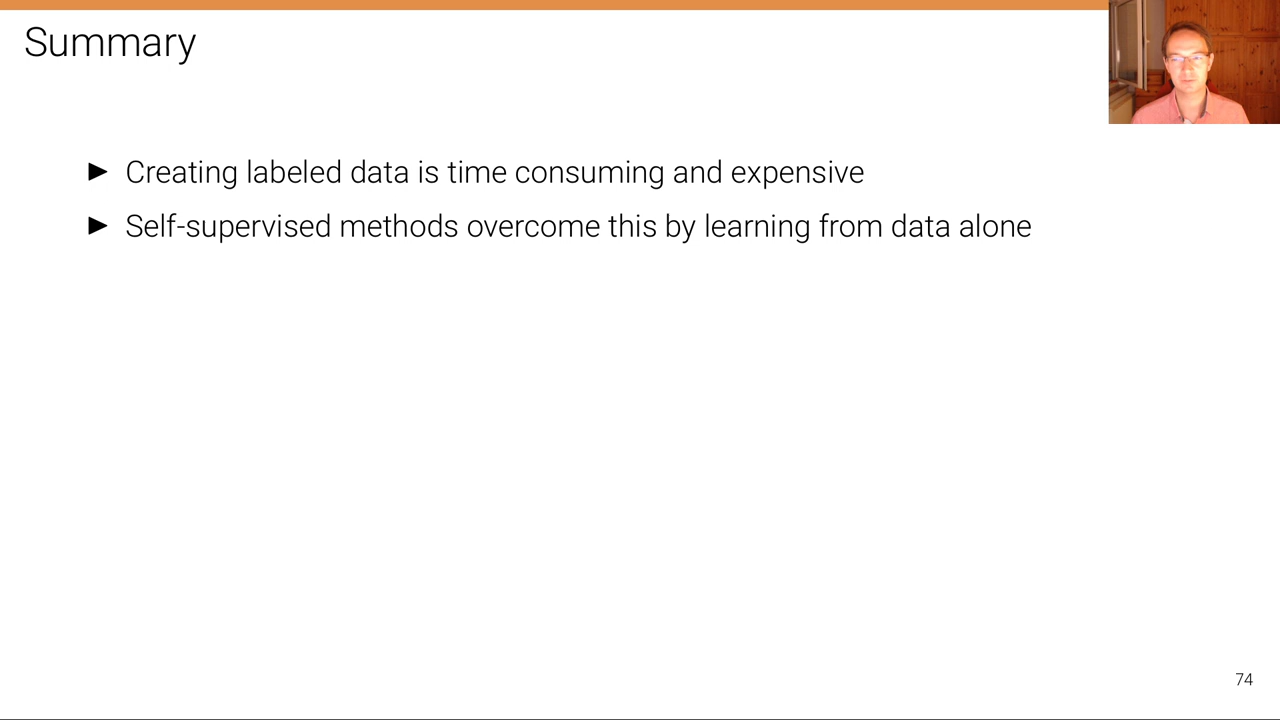 Summary
► Creating labeled data is time consuming and expensive
► Self-supervised methods overcome this by learning from data alone
74